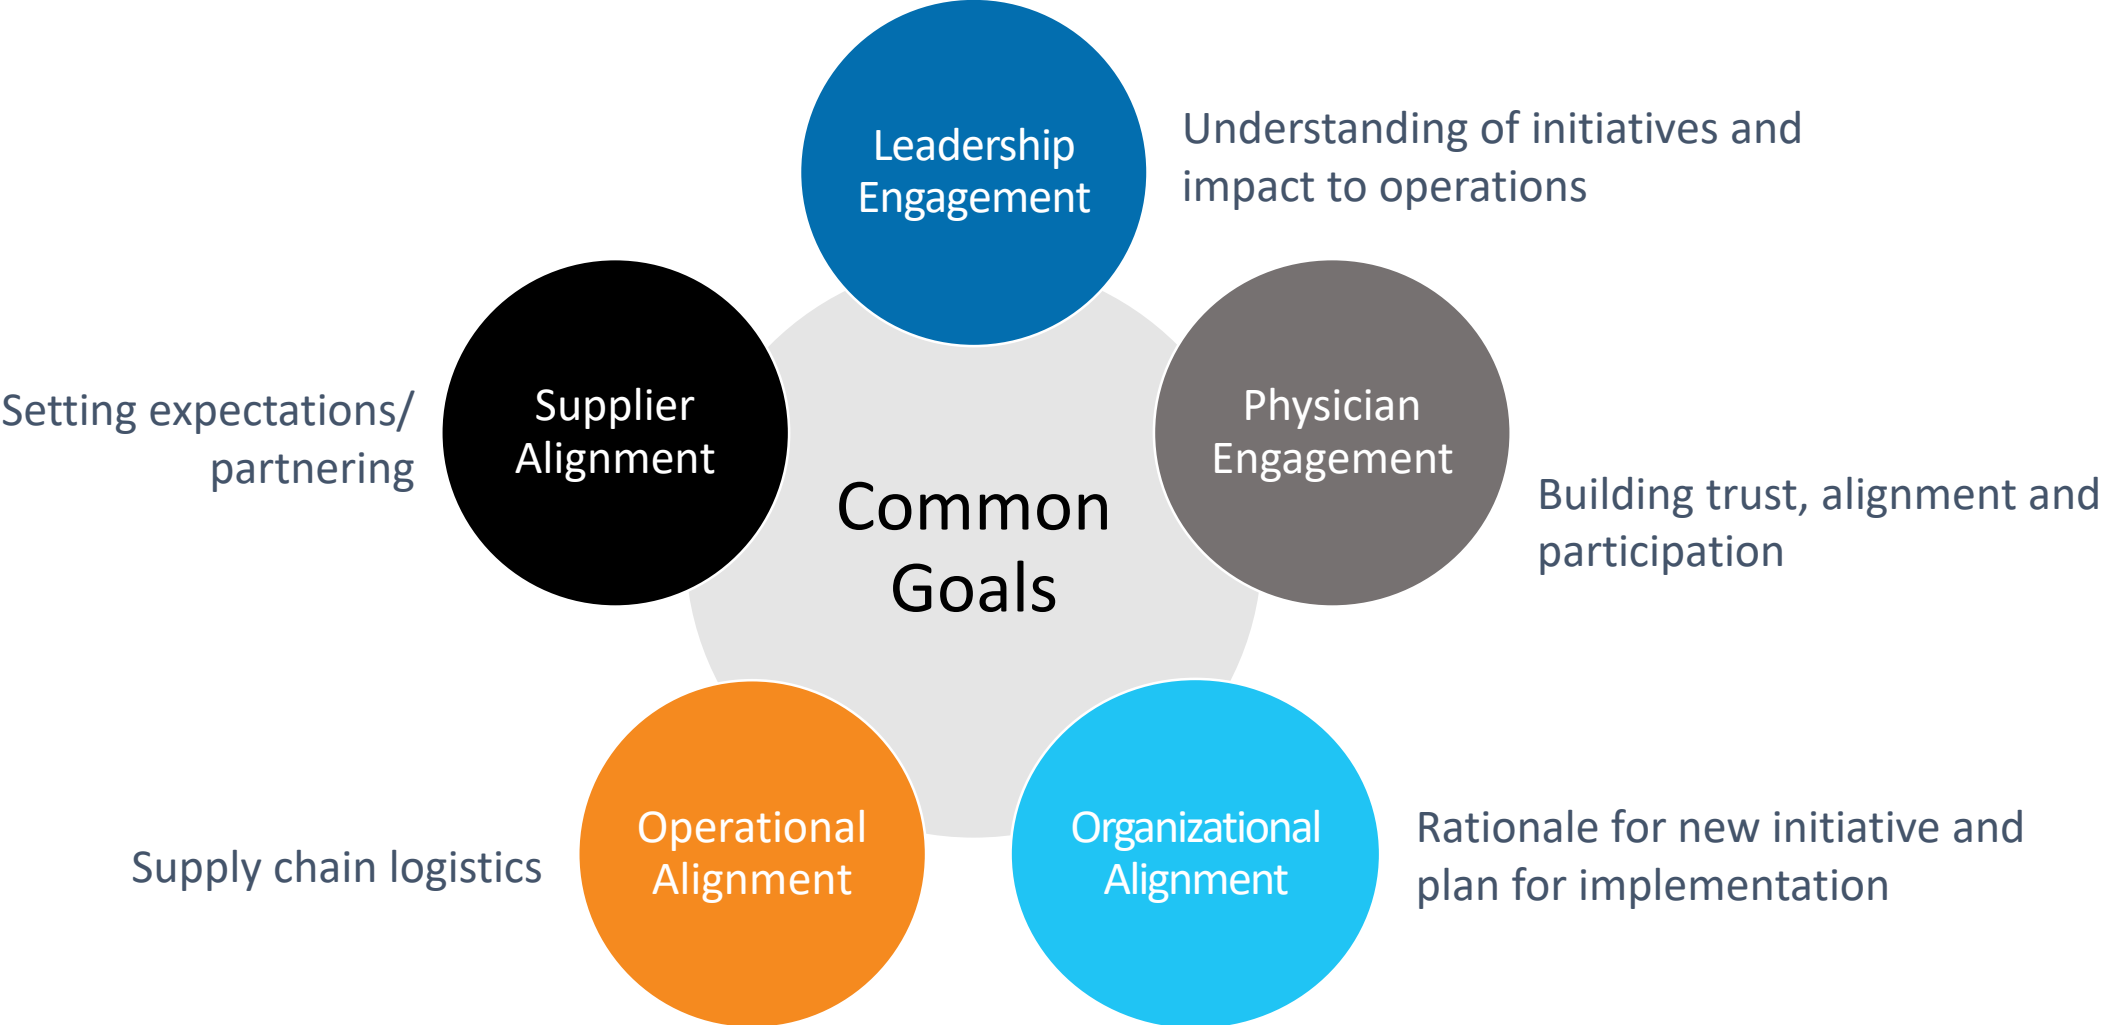 Leadership
Engagement
Understanding of initiatives and
impact to operations
Supplier
Alignment
Setting expectations/
partnering
Physician
Engagement
Building trust, alignment and
participation
Common
Goals
Operational
Alignment
Supply chain logistics
Organizational
Alignment
Rationale for new initiative and
plan for implementation